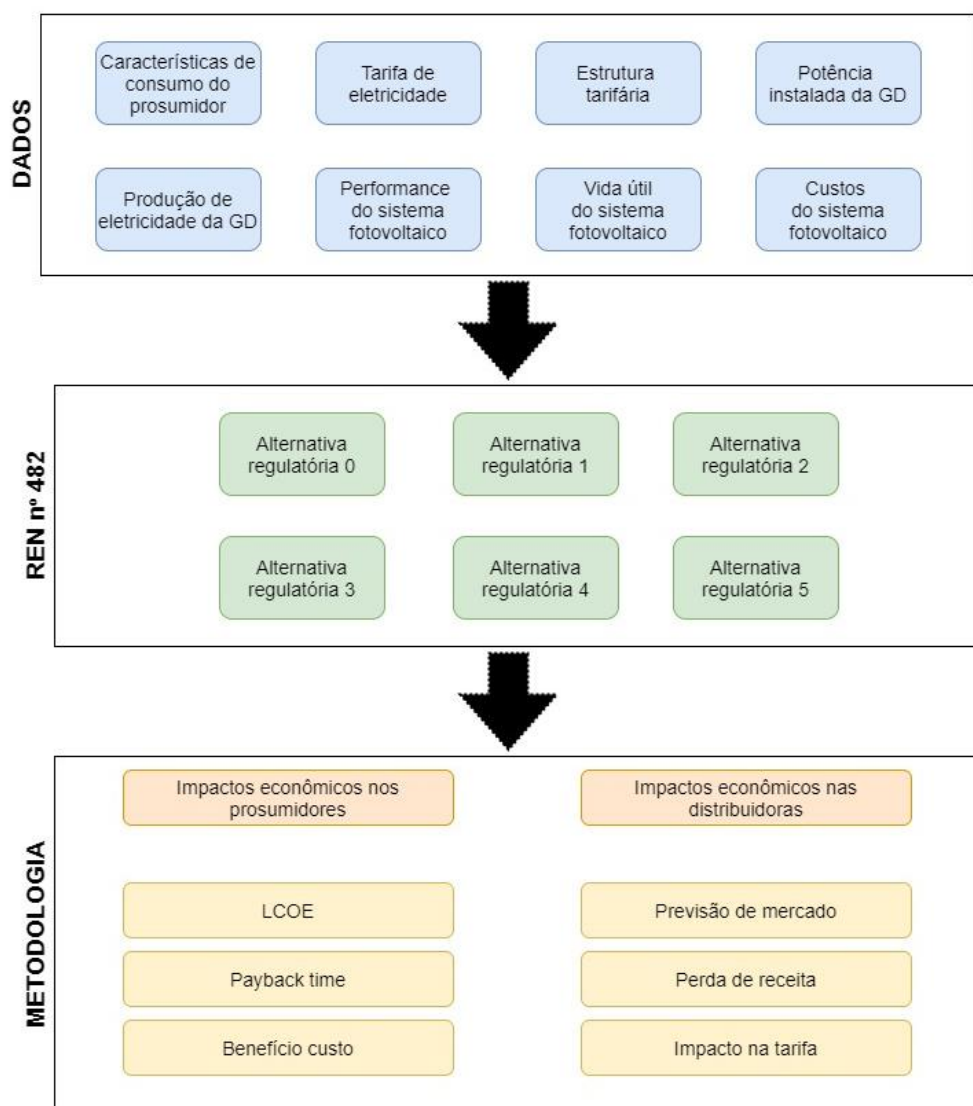 DADOS
Características de
consumo do
prosumidor
Tarifa de
eletricidade
Estrutura
tarifária
Potência
instalada da GD
Produção de
eletricidade da GD
Performance
do sistema
fotovoltaico
Vida útil
do sistema
fotovoltaico
Custos
do sistema
fotovoltaico
REN nº 482
Alternativa
regulatória 0
Alternativa
regulatória 1
Alternativa
regulatória 2
Alternativa
regulatória 3
Alternativa
regulatória 4
Alternativa
regulatória 5
METODOLOGIA
Impactos econômicos nos
prosumidores
Impactos econômicos nas
distribuidoras
LCOE
Previsão de mercado
Payback time
Perda de receita
Benefício custo
Impacto na tarifa